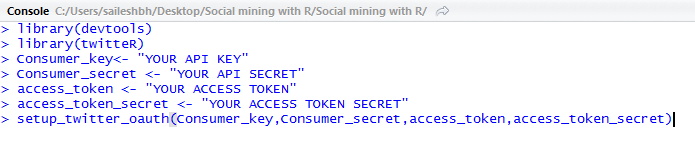 Console C:/Users/saileshbh/Desktop/Social mining with R/Social mining with R/
> library(devtools)
> library(twitteR)
> Consumer_key<- "YOUR API KEY"
> Consumer_secret <- "YOUR API SECRET"
> access_token <- "YOUR ACCESS TOKEN"
> access_token_secret <- "YOUR ACCESS TOKEN SECRET"
> setup_twitter_oauth(Consumer_key,Consumer_secret,access_token,access_token_secret)